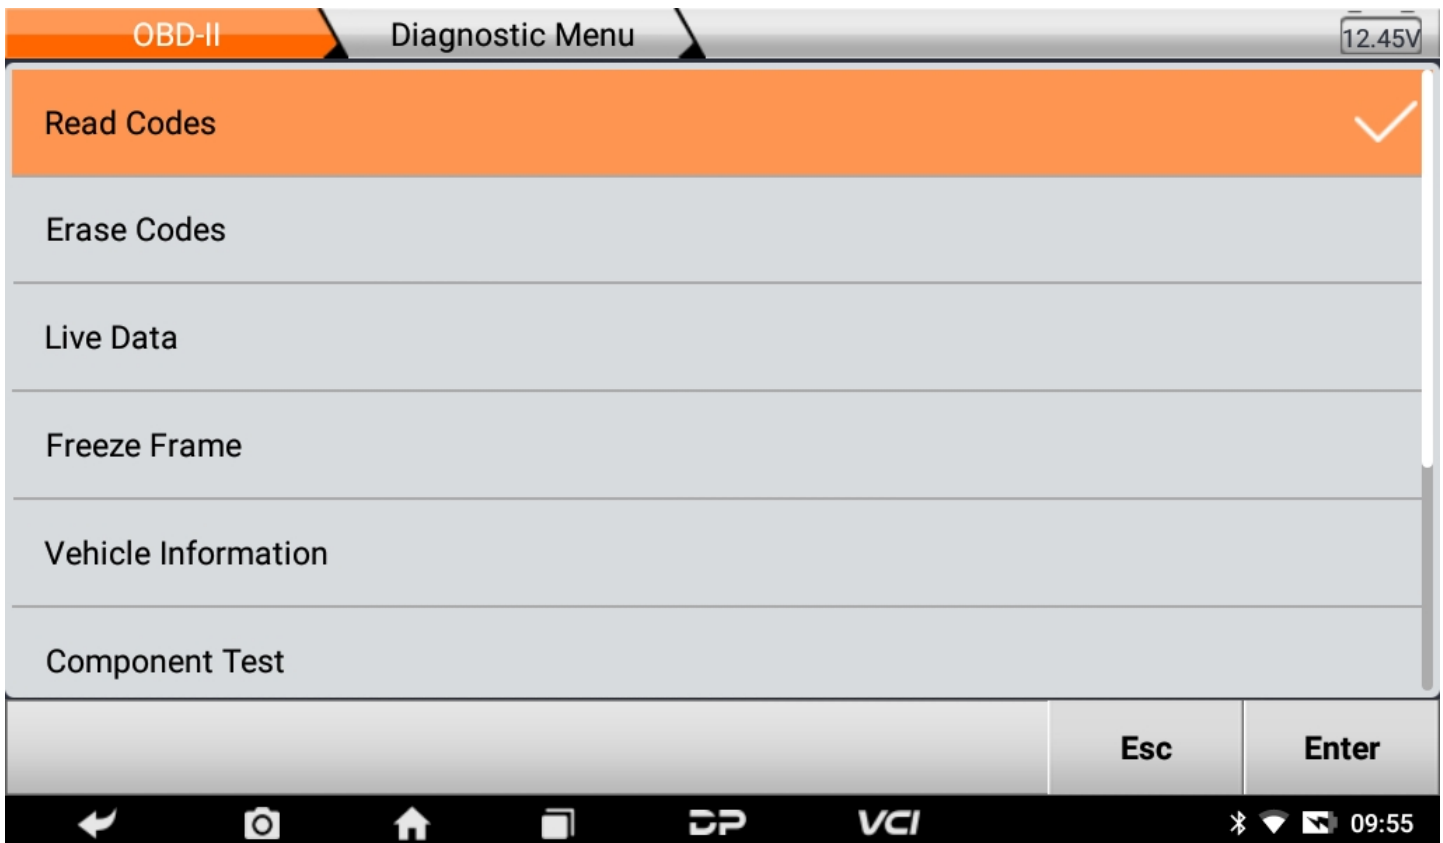 OBD-II
Diagnostic Menu
12.45V
Read Codes
Erase Codes
Live Data
Freeze Frame
Vehicle Information
Component Test
Esc
Enter
DP
VCI
09:55